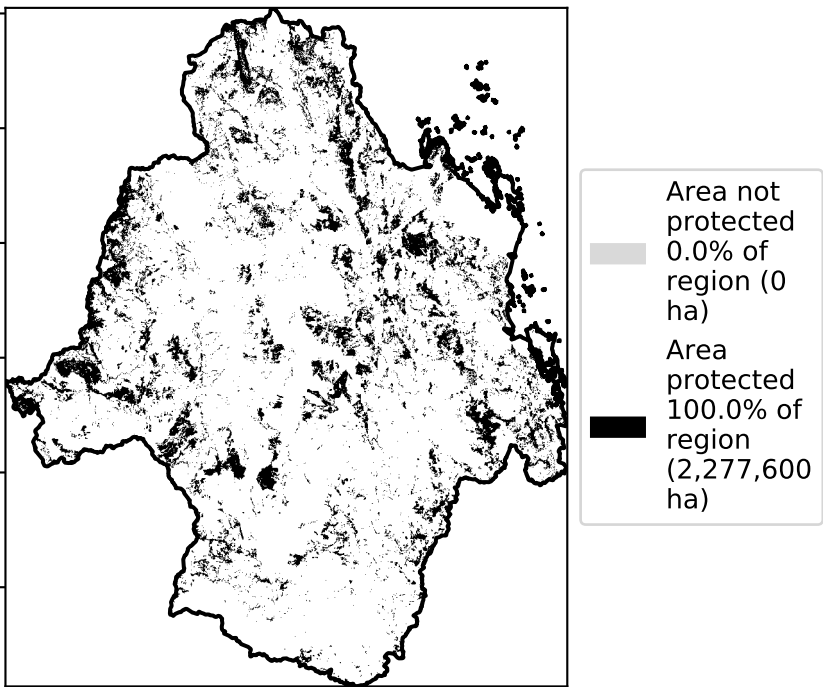 Area not
protected
0.0% of
region (0
ha)
Area
protected
100.0% of
region
(2,277,600
ha)